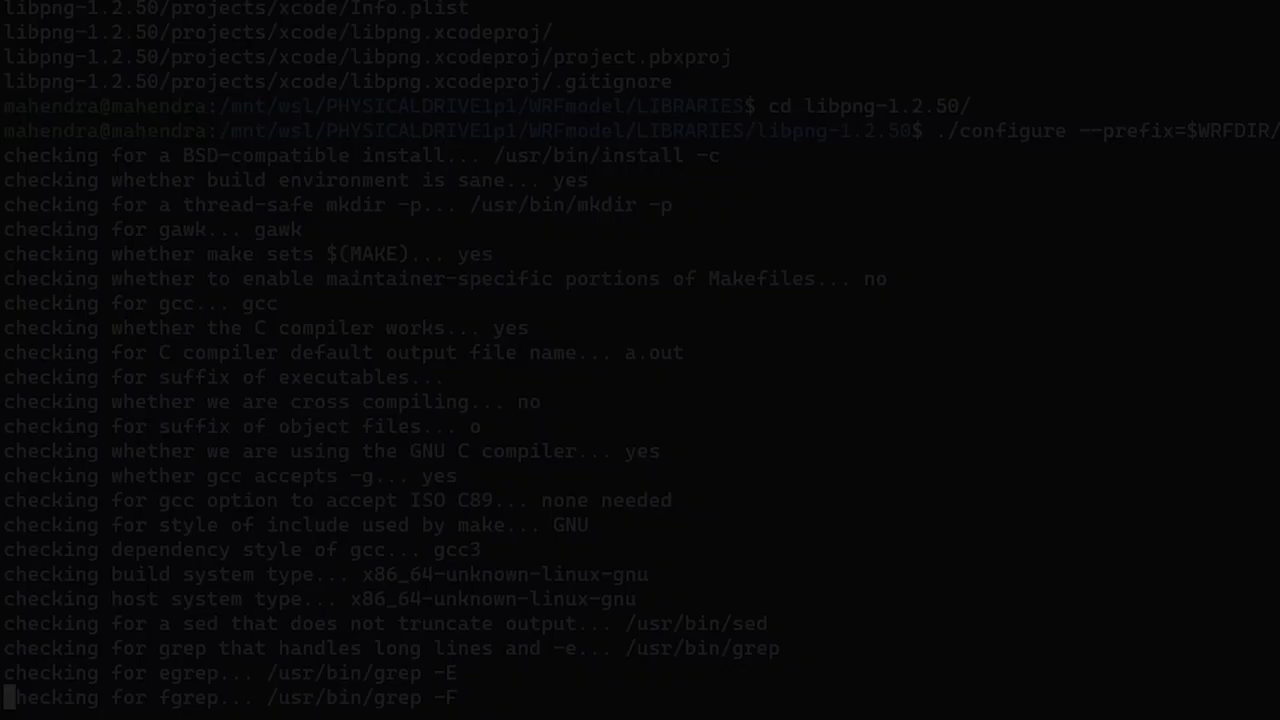 libpng-1.2.50/projects/xcode/Info.plist
libpng-1.2.50/projects/xcode/libpng.xcodeproj/
libpng-1.2.50/projects/xcode/libpng.xcodeproj/project.pbxproj
libpng-1.2.50/projects/xcode/libpng.xcodeproj/.gitignore
mahendra@mahendra:/mnt/wsl/PHYSICALDRIVE1p1/WRFmodel/LIBRARIES$ cd libpng-1.2.50/
mahendra@mahendra:/mnt/wsl/PHYSICALDRIVE1p1/WRFmodel/LIBRARIES/libpng-1.2.50$ ./configure --prefix=$WRFDIR/
checking for a BSD-compatible install... /usr/bin/install -c
checking whether build environment is sane... yes
checking for a thread-safe mkdir -p... /usr/bin/mkdir -p
checking for gawk... gawk
checking whether make sets $(MAKE)... yes
checking whether to enable maintainer-specific portions of Makefiles... no
checking for gcc... gcc
checking whether the C compiler works... yes
checking for C compiler default output file name... a.out
checking for suffix of executables...
checking whether we are cross compiling... no
checking for suffix of object files... o
checking whether we are using the GNU C compiler... yes
checking whether gcc accepts -g... yes
checking for gcc option to accept ISO C89... none needed
checking for style of include used by make... GNU
checking dependency style of gcc... gcc3
checking build system type... x86_64-unknown-linux-gnu
checking host system type... x86_64-unknown-linux-gnu
checking for a sed that does not truncate output... /usr/bin/sed
checking for grep that handles long lines and -e... /usr/bin/grep
checking for egrep... /usr/bin/grep -E
hecking for fgrep... /usr/bin/grep -F